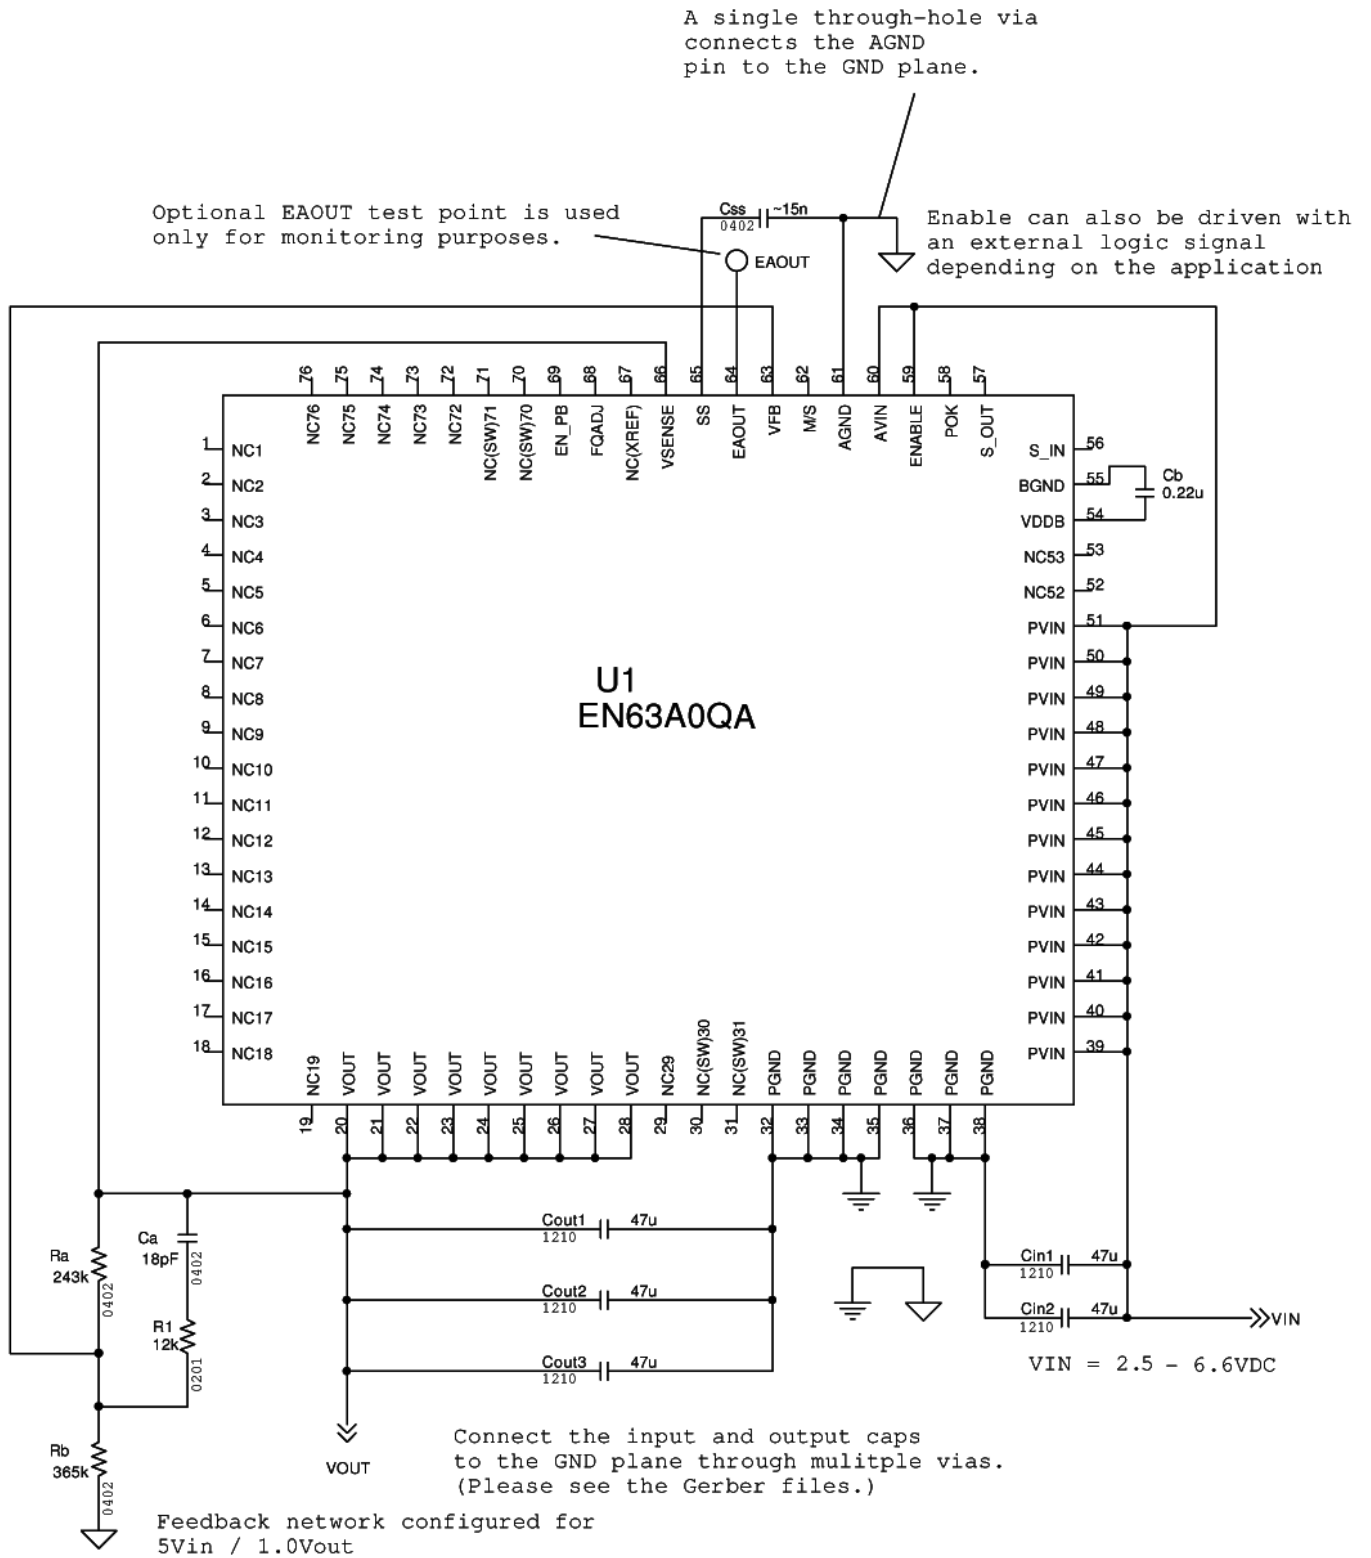 A single through-hole via
connects the AGND
pin to the GND plane.
Optional EAOUT test point is used
only for monitoring purposes.
Css
0402
~15n
EAOUT
Enable can also be driven with
an external logic signal
depending on the application
76
75
74
73
72
71
70
69
68
67
66
65
64
63
62
61
60
59
58
57
NC76
NC75
NC74
NC73
NC72
NC(SW)71
NC(SW)70
EN_PB
FQADJ
NC(XREF)
VSENSE
SS
EAOUT
VFB
M/S
AGND
AVIN
ENABLE
POK
S_OUT
1 NC1
2 NC2
3 NC3
4 NC4
5 NC5
6 NC6
7 NC7
8 NC8
9 NC9
10 NC10
11 NC11
12 NC12
13 NC13
14 NC14
15 NC15
16 NC16
17 NC17
18 NC18
U1
EN63A0QA
S_IN 56
BGND 55
VDDB 54
NC53 53
NC52 52
PVIN 51
PVIN 50
PVIN 49
PVIN 48
PVIN 47
PVIN 46
PVIN 45
PVIN 44
PVIN 43
PVIN 42
PVIN 41
PVIN 40
PVIN 39
Cb
0.22u
NC19
VOUT
VOUT
VOUT
VOUT
VOUT
VOUT
VOUT
VOUT
VOUT
NC29
NC(SW)30
NC(SW)31
PGND
PGND
PGND
PGND
PGND
PGND
PGND
19
20
21
22
23
24
25
26
27
28
29
30
31
32
33
34
35
36
37
38
Cout1 47u
1210
Cout2 47u
1210
Cout3 47u
1210
Ca
18pF
0402
Ra
243k
0402
R1
12k
0201
Rb
365k
0402
Cin1 47u
1210
Cin2 47u
1210
VIN
VIN = 2.5 - 6.6VDC
VOUT
Connect the input and output caps
to the GND plane through mulitple vias.
(Please see the Gerber files.)
Feedback network configured for
5Vin / 1.0Vout